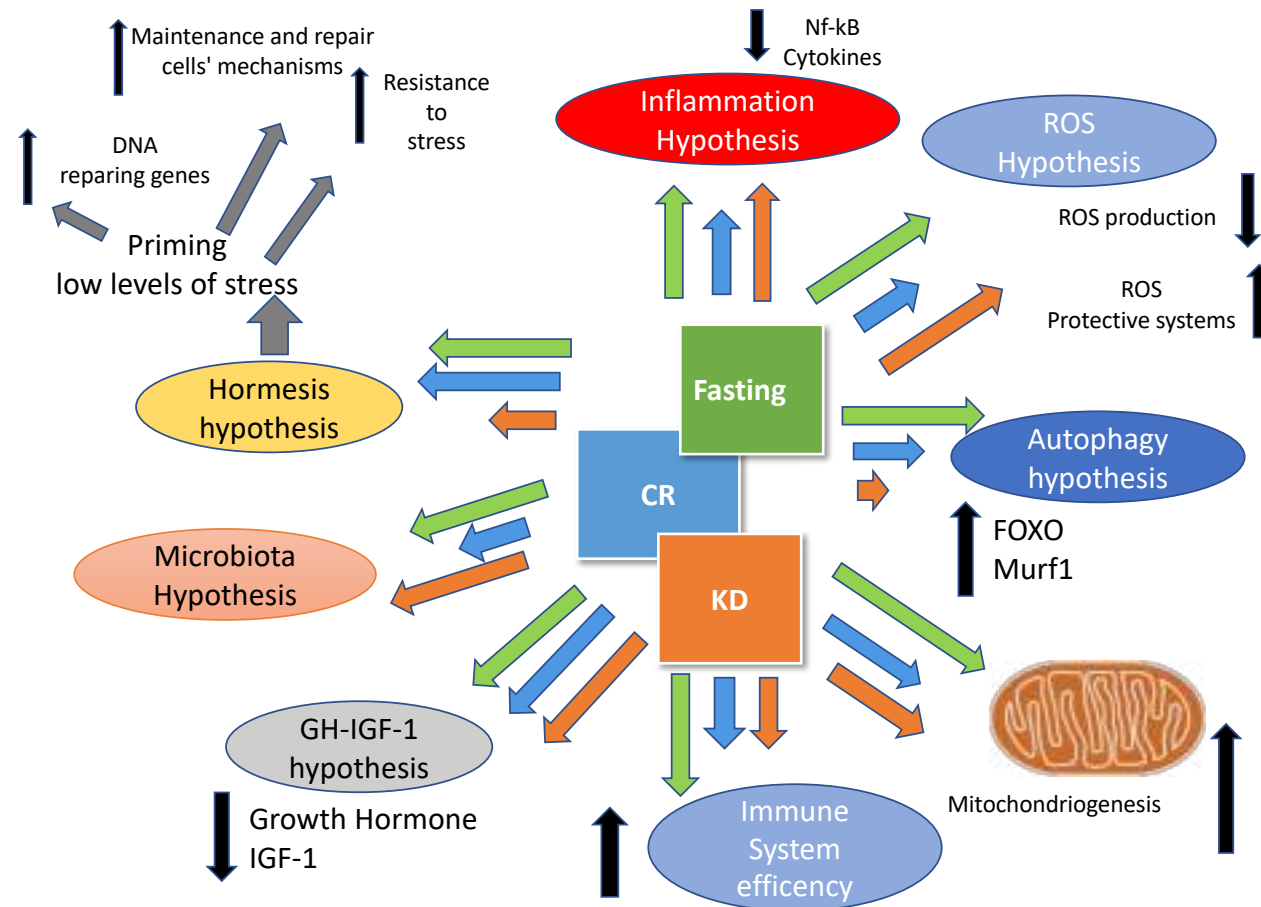 Maintenance and repair
cells' mechanisms
Resistance
to
stress
DNA
reparing genes
Priming
low levels of stress
Nf-kB
Cytokines
Inflammation
Hypothesis
ROS
Hypothesis
ROS production
ROS
Protective systems
Hormesis
hypothesis
Fasting
CR
KD
Autophagy
hypothesis
FOXO
Murf1
Microbiota
Hypothesis
GH-IGF-1
hypothesis
Growth Hormone
IGF-1
Immune
System
efficency
Mitochondriogenesis